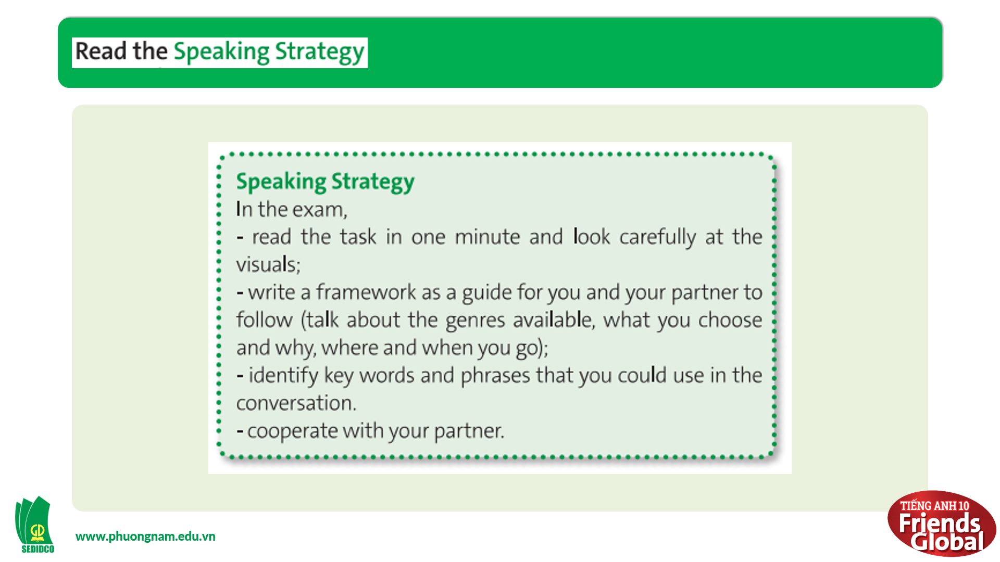 Read the Speaking Strategy
Speaking Strategy
In the exam,
- read the task in one minute and look carefully at the
visuals;
- write a framework as a guide for you and your partner to
follow (talk about the genres available, what you choose
and why, where and when you go);
- identify key words and phrases that you could use in the
conversation.
- cooperate with your partner.
GD
SEDIDCO
www.phuongnam.edu.vn
TIẾNG ANH 10
Friends
Global